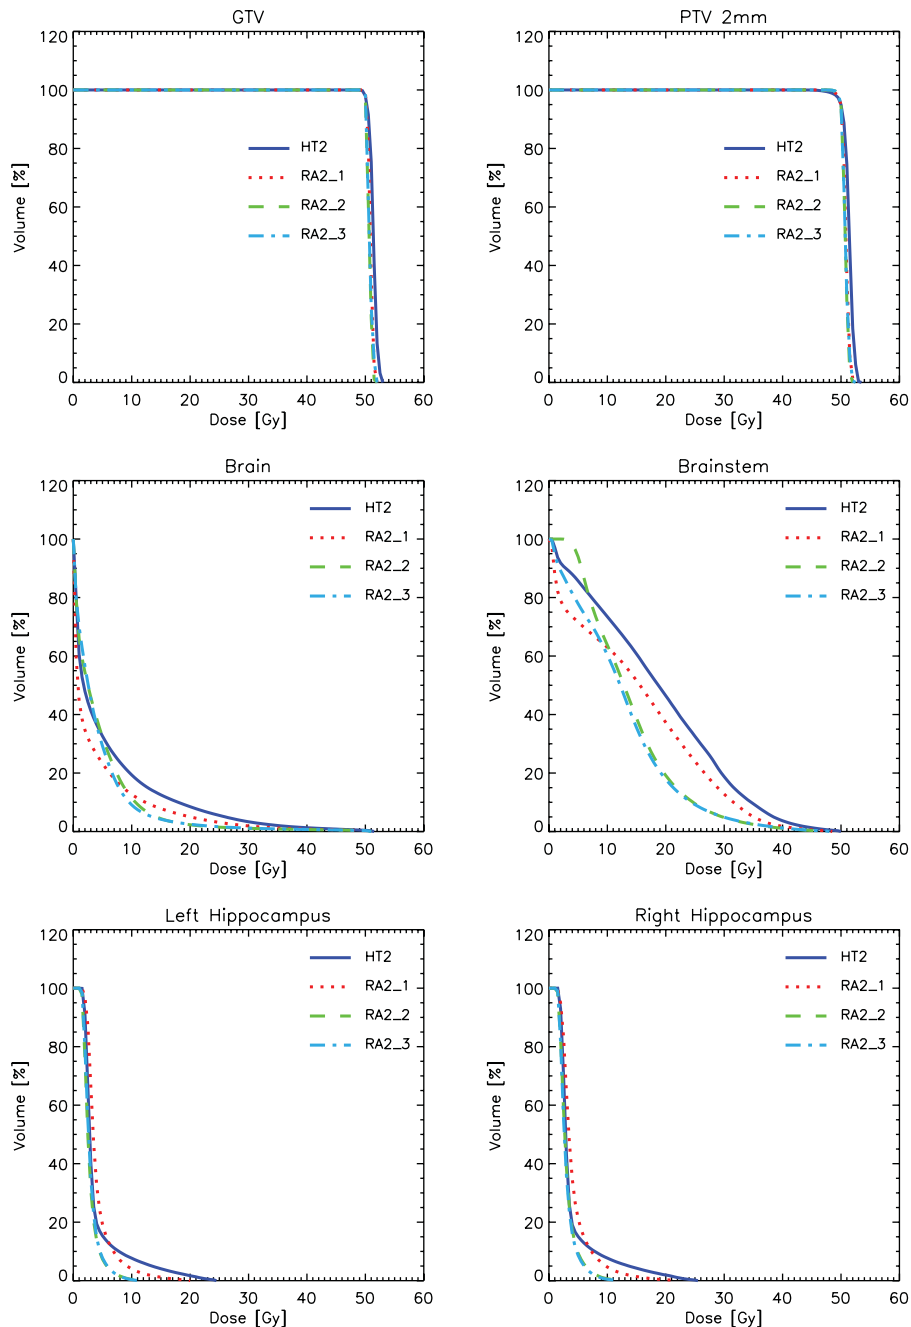 GTV
120
100
80
60
40
20
0
Volume [%]
HT2
RA2_1
RA2_2
RA2_3
0 10 20 30 40 50 60
Dose [Gy]
PTV 2mm
120
100
80
60
40
20
0
Volume [%]
HT2
RA2_1
RA2_2
RA2_3
0 10 20 30 40 50 60
Dose [Gy]
Brain
120
100
80
60
40
20
0
Volume [%]
HT2
RA2_1
RA2_2
RA2_3
0 10 20 30 40 50 60
Dose [Gy]
Brainstem
120
100
80
60
40
20
0
Volume [%]
HT2
RA2_1
RA2_2
RA2_3
0 10 20 30 40 50 60
Dose [Gy]
Left Hippocampus
120
100
80
60
40
20
0
Volume [%]
HT2
RA2_1
RA2_2
RA2_3
0 10 20 30 40 50 60
Dose [Gy]
Right Hippocampus
120
100
80
60
40
20
0
Volume [%]
HT2
RA2_1
RA2_2
RA2_3
0 10 20 30 40 50 60
Dose [Gy]